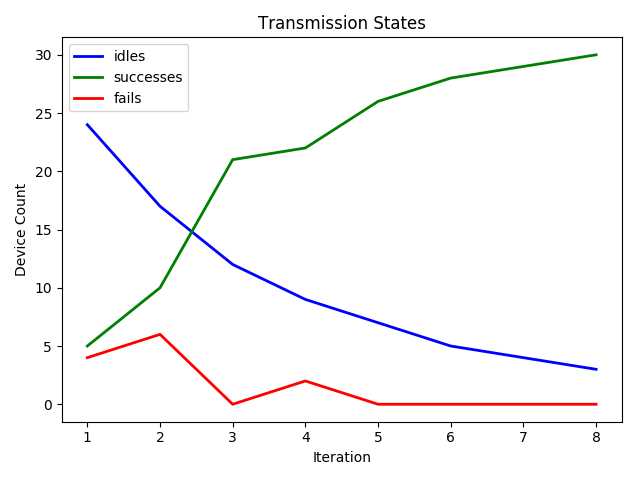 Transmission States
idles
successes
fails
Device Count
30
25
20
15
10
5
0
1 2 3 4 5 6 7 8
Iteration